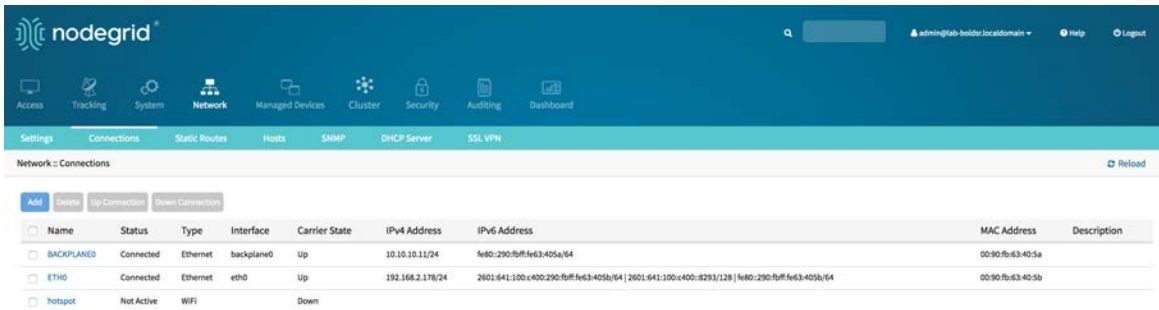 nodegrid®
admin@lab-boldsr.localdomain Help Logout
Access Tracking System Network Managed Devices Cluster Security Auditing Dashboard
Settings Connections Static Routes Hosts SNMP DHCP Server SSL VPN
Network :: Connections Reload
Add Delete Up Connection Down Connection
Name Status Type Interface Carrier State IPv4 Address IPv6 Address MAC Address Description
BACKPLANE0 Connected Ethernet backplane0 Up 10.10.10.11/24 fe80::290:fbff:fe63:405a/64 00:90:fb:63:40:5a
ETH0 Connected Ethernet eth0 Up 192.168.2.178/24 2601:641:100:c400:290:fbff:fe63:405b/64 | 2601:641:100:c400::8293/128 | fe80::290:fbff:fe63:405b/64 00:90:fb:63:40:5b
hotspot Not Active WiFi Down